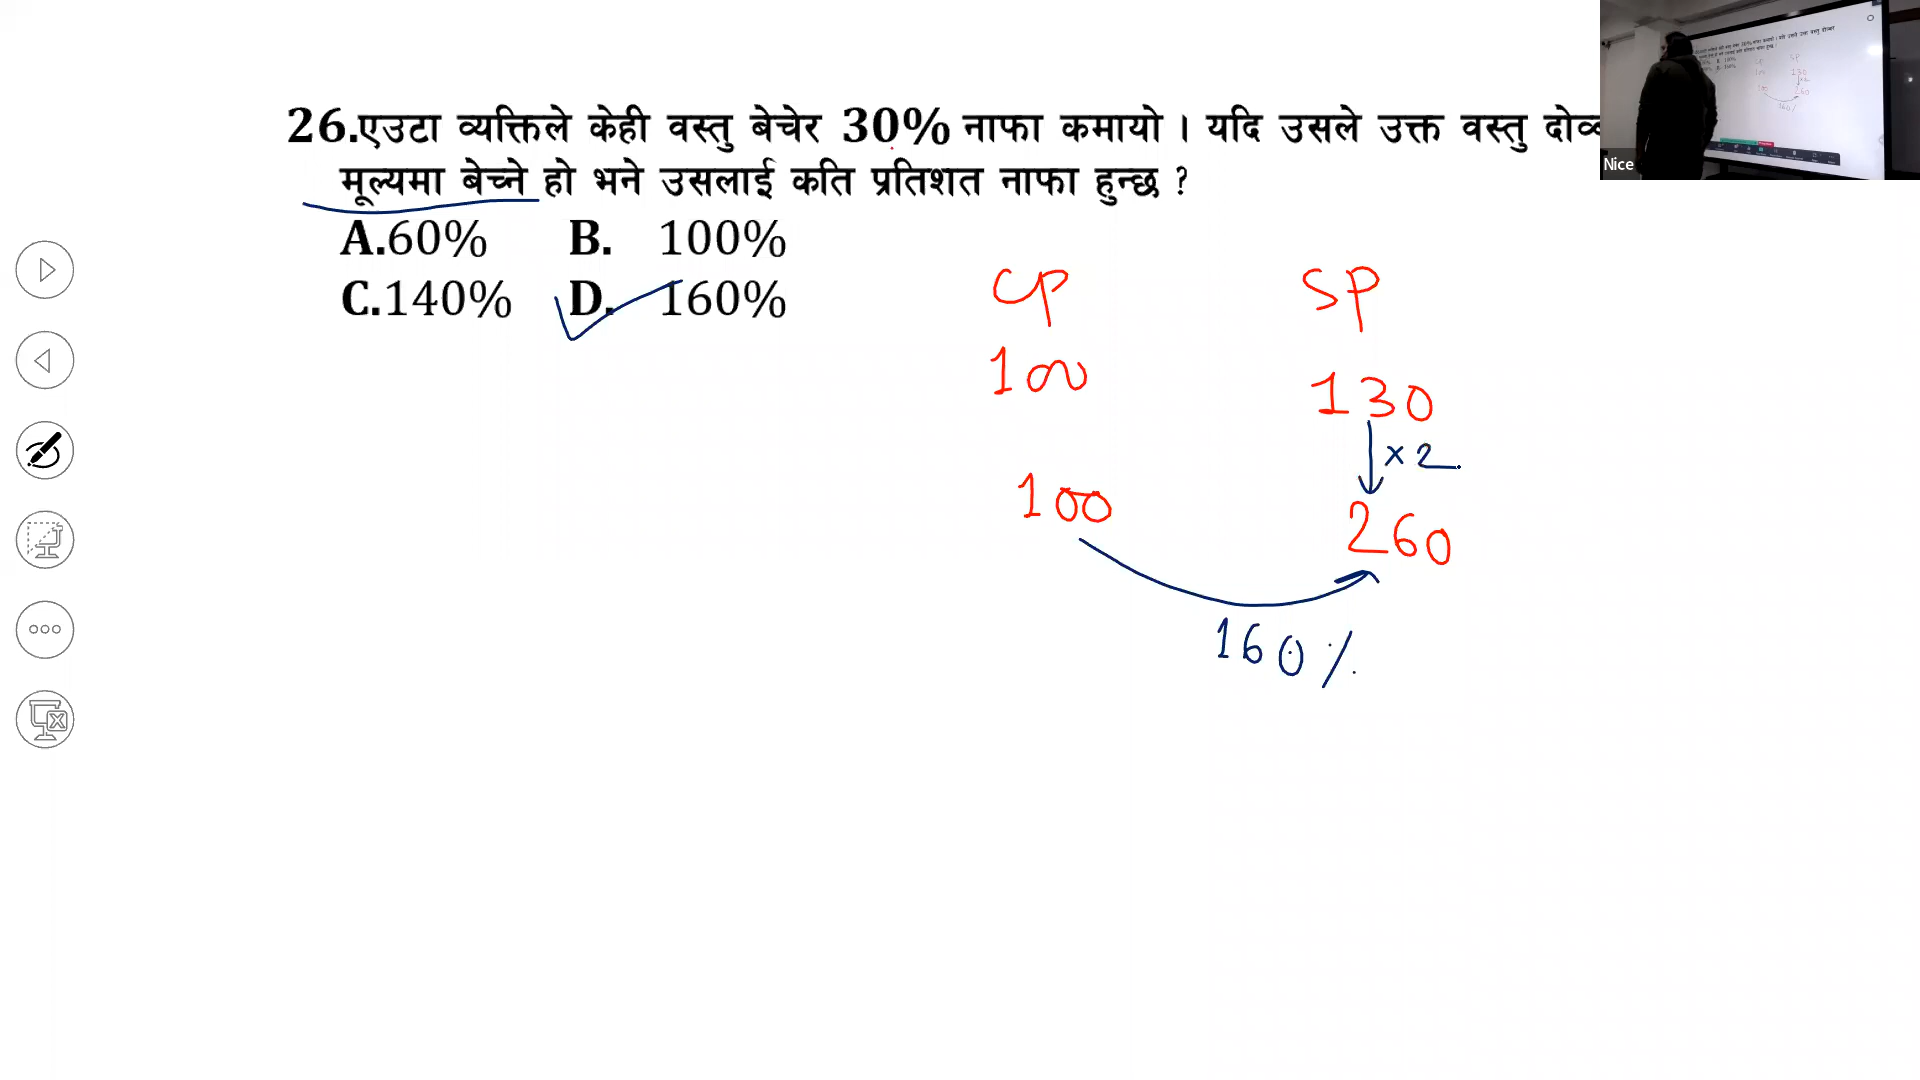 26.एउटा व्यक्तिले केही वस्तु बेचेर 30% नाफा कमायो । यदि उसले उक्त वस्तु
मूल्यमा बेच्ने हो भने उसलाई कति प्रतिशत नाफा हुन्छ ?
A.60% B. 100%
C.140% D. 160%
CP SP
100 130
×2
100 260
160%
Nice